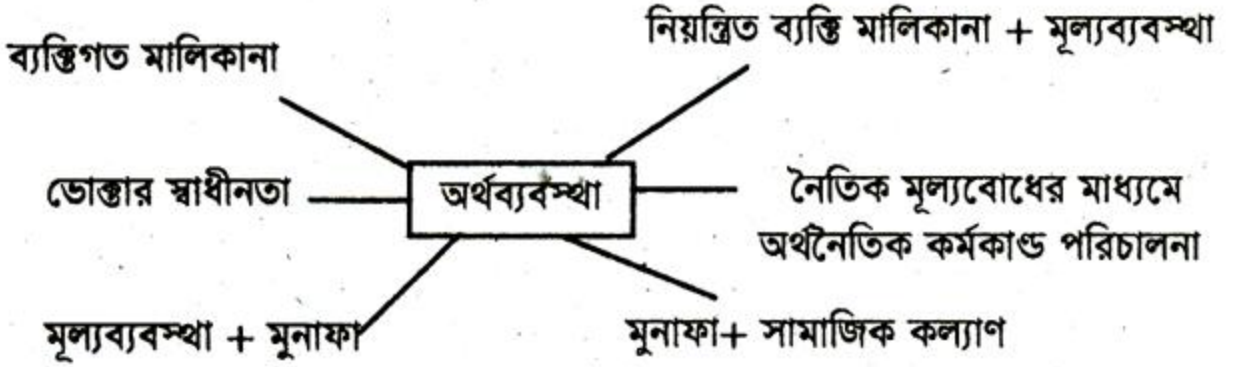 ব্যক্তিগত মালিকানা
নিয়ন্ত্রিত ব্যক্তি মালিকানা + মূল্যব্যবস্থা
ভোক্তার স্বাধীনতা
অর্থব্যবস্থা
নৈতিক মূল্যবোধের মাধ্যমে
অর্থনৈতিক কর্মকাণ্ড পরিচালনা
মূল্যব্যবস্থা + মুনাফা
মুনাফা+ সামাজিক কল্যাণ